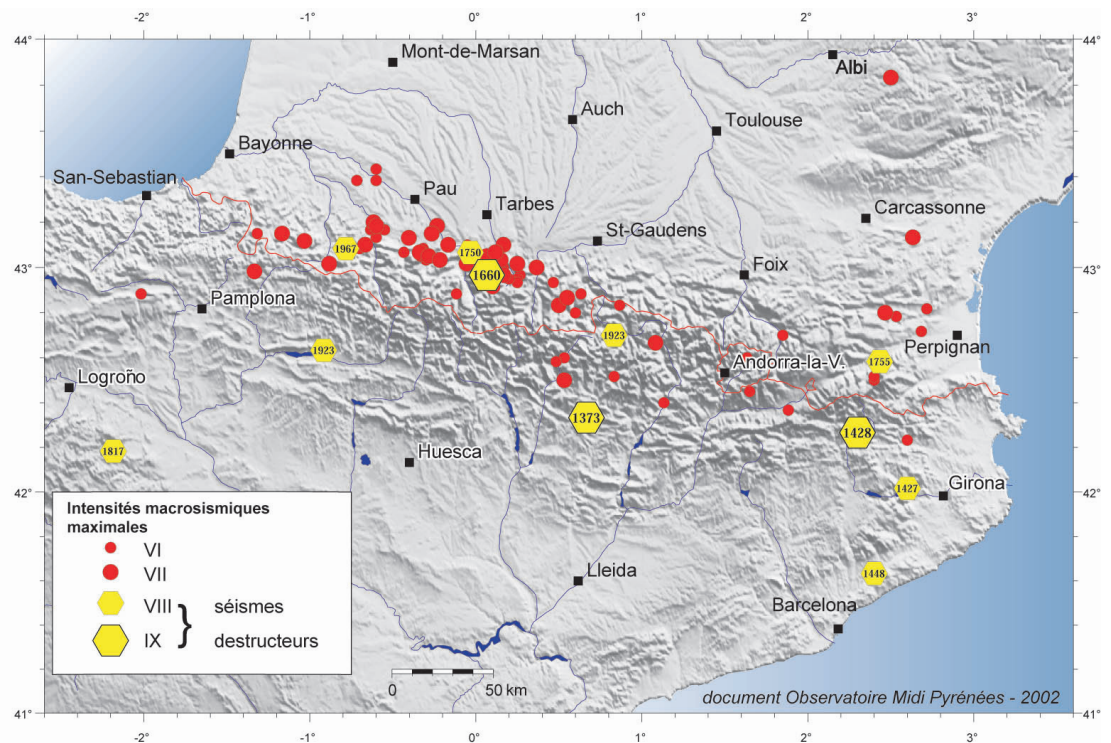 -2° -1° 0° 1° 2° 3°
44° 44°
Mont-de-Marsan
Albi
Auch
Toulouse
Bayonne
San-Sebastian
Pau
Tarbes
Carcassonne
St-Gaudens
43° 43°
1967
1750
1660
Foix
Pamplona
1923
1923
Perpignan
1755
Andorra-la-V.
Logroño
1373
1428
1817
Huesca
42° 42°
1427
Girona
Intensités macrosismiques
maximales
VI
VII
VIII } séismes
IX destructeurs
Lleida
1448
Barcelona
0 50 km
document Observatoire Midi Pyrénées - 2002
41° 41°
-2° -1° 0° 1° 2° 3°